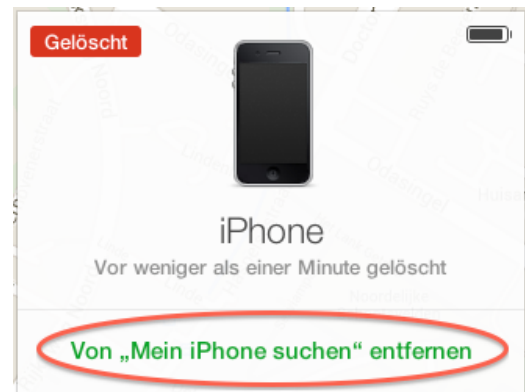 Gelöscht
iPhone
Vor weniger als einer Minute gelöscht
Von „Mein iPhone suchen“ entfernen